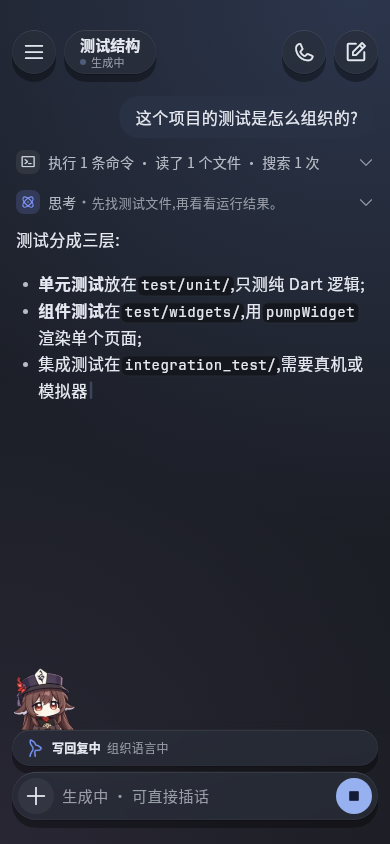 测试结构
生成中
这个项目的测试是怎么组织的?
执行 1 条命令 · 读了 1 个文件 · 搜索 1 次
思考 · 先找测试文件,再看看运行结果。
测试分成三层:
• 单元测试放在 test/unit/,只测纯 Dart 逻辑;
• 组件测试在 test/widgets/,用 pumpWidget
渲染单个页面;
• 集成测试在 integration_test/,需要真机或
模拟器
写回复中 组织语言中
生成中 · 可直接插话